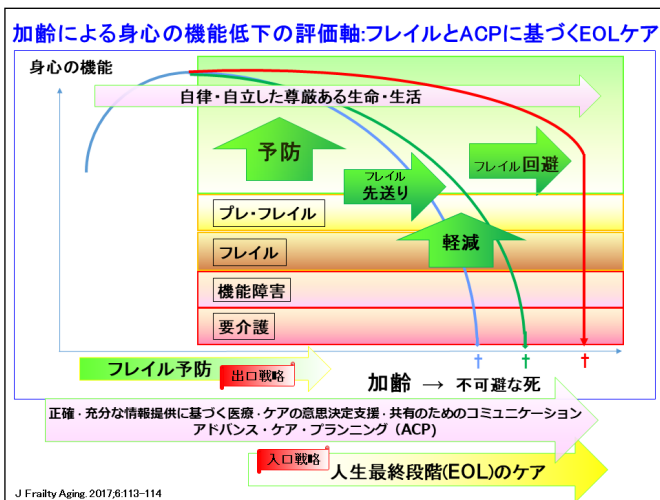 加齢による身心の機能低下の評価軸:フレイルとACPに基づくEOLケア
身心の機能
自律・自立した尊厳ある生命・生活
予防
フレイル
先送り
フレイル回避
プレ・フレイル
フレイル
軽減
機能障害
要介護
† † †
フレイル予防
出口戦略
加齢 → 不可避な死
正確・充分な情報提供に基づく医療・ケアの意思決定支援・共有のためのコミュニケーション
アドバンス・ケア・プランニング（ACP)
入口戦略
人生最終段階(EOL)のケア
J Frailty Aging. 2017;6:113-114